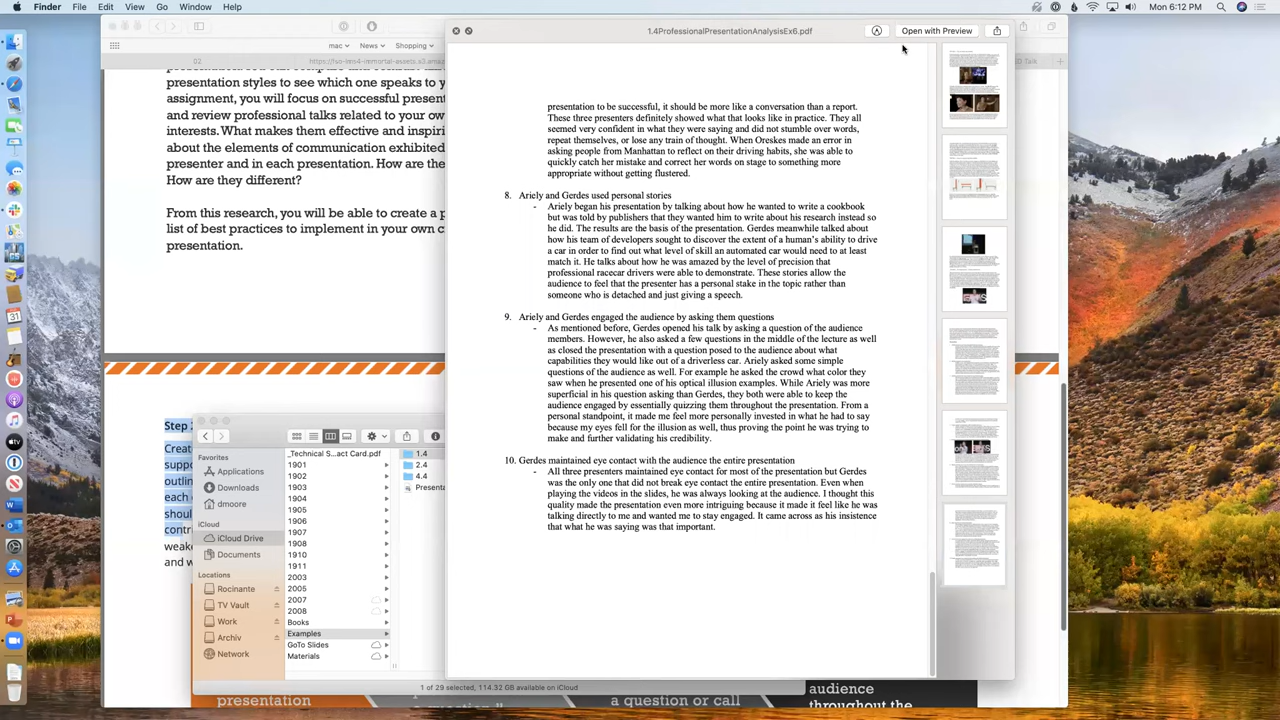 Finder File Edit View Go Window Help
Mon 6:12 PM
mac News Shopping
02
D Talk
1.4ProfessionalPresentationAnalysisEx6.pdf
Open with Preview
presentation styles to see which one speaks to y
assignment, you will focus on successful present
and review professional talks related to your ow
interests. What makes them effective and inspiri
about the elements of communication exhibited
presenter and in each presentation. How are the
How are they different?
From this research, you will be able to create a p
list of best practices to implement in your own c
presentation.
presentation to be successful, it should be more like a conversation than a report.
These three presenters definitely showed what that looks like in practice. They all
seemed very confident in what they were saying and did not stumble over words,
repeat themselves, or lose any train of thought. When Oreskes made an error in
asking people from Manhattan to reflect on their driving habits, she was able to
quickly catch her mistake and correct her words on stage to something more
appropriate without getting flustered.
8. Ariely and Gerdes used personal stories
- Ariely began his presentation by talking about how he wanted to write a cookbook
but was told by publishers that they wanted him to write about his research instead so
he did. The results are the basis of the presentation. Gerdes meanwhile talked about
how his team of developers sought to discover the extent of a human's ability to drive
a car in order to find out what level of skill an automated car would need to at least
match it. He talks about how he was amazed by the level of precision that
professional racecar drivers were able to demonstrate. These stories allow the
audience to feel that the presenter has a personal stake in the topic rather than
someone who is detached and just giving a speech.
9. Ariely and Gerdes engaged the audience by asking them questions
- As mentioned before, Gerdes opened his talk by asking a question of the audience
members. However, he also asked a few questions in the middle of the lecture as well
as closed the presentation with a question posed to the audience about what
capabilities they would like out of a driverless car. Ariely asked some simple
questions of the audience as well. For example he asked the crowd what color they
saw when he presented one of his optical illusion examples. While Ariely was more
superficial in his question asking than Gerdes, they both were able to keep the
audience engaged by essentially quizzing them throughout the presentation. From a
personal standpoint, it made me feel more personally invested in what he had to say
because my eyes fell for the illusion as well, thus proving the point he was trying to
make and further validating his credibility.
10. Gerdes maintained eye contact with the audience the entire presentation
- All three presenters maintained eye contact for most of the presentation but Gerdes
was the only one that did not break eye contact the entire presentation. Even when
playing the videos in the slides, he was always looking at the audience. I thought this
quality made the presentation even more intriguing because it made it feel like he was
talking directly to me and wanted me to stay engaged. It came across as his insistence
that what he was saying was that important.
Step 2
Create
suppo
outlin
each
shoul
contr
weake
and w
Favorites
Applications
Downloads
dmoore
iCloud
iCloud Drive
Documents
Locations
Rocinante
TV Vault
Work
Archiv
Network
_Technical S...act Card.pdf
1901
1902
1903
1904
1905
1906
1907
1908
1910
1911
2003
2005
2007
2008
Books
Examples
GoTo Slides
Materials
1.4
2.4
4.4
Presenta
1 of 29 selected, 114.32 GB available on iCloud
presentation
a question or call
audience
throughout the